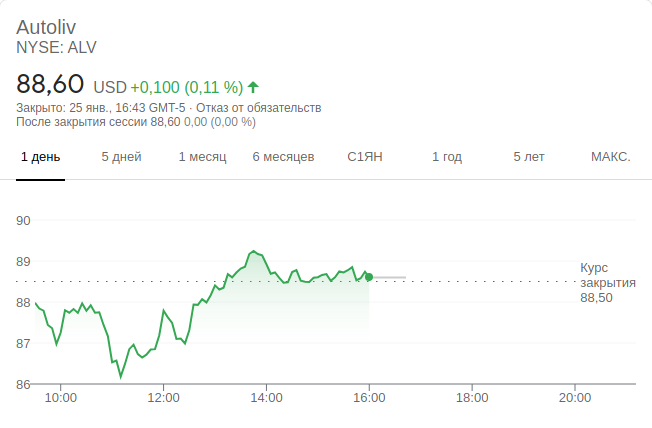 Autoliv
NYSE: ALV
88,60 USD +0,100 (0,11 %)
Закрыто: 25 янв., 16:43 GMT-5 · Отказ от обязательств
После закрытия сессии 88,60 0,00 (0,00 %)
1 день 5 дней 1 месяц 6 месяцев С1ЯН 1 год 5 лет МАКС.
90
89
Курс
закрытия
88,50
88
87
86
10:00 12:00 14:00 16:00 18:00 20:00